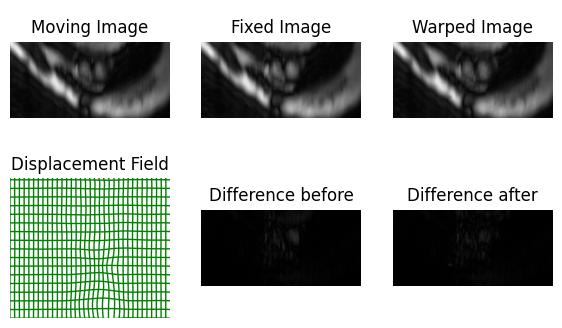 Moving Image
Fixed Image
Warped Image
Displacement Field
Difference before
Difference after